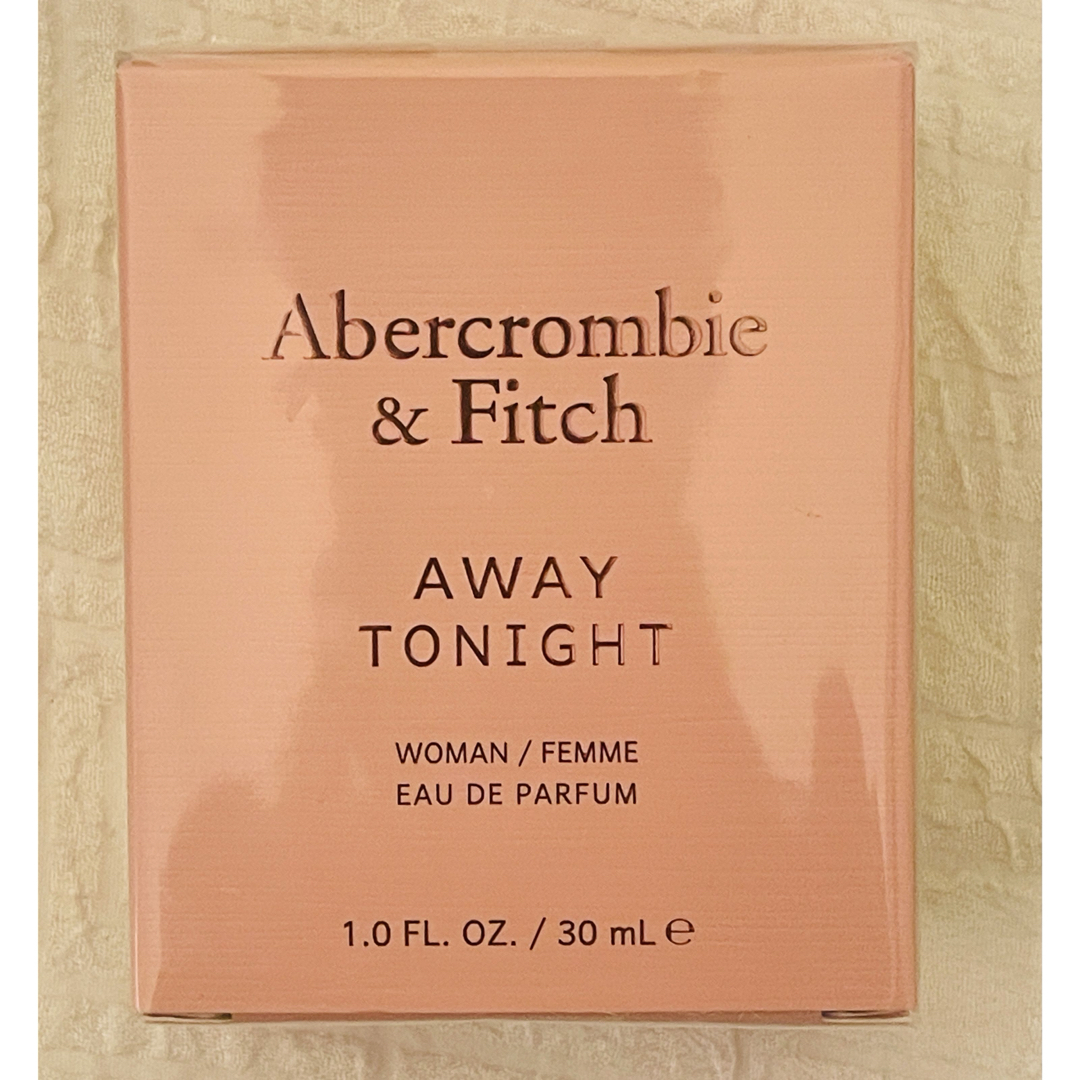 Abercrombie
& Fitch
AWAY
TONIGHT
WOMAN / FEMME
EAU DE PARFUM
1.0 FL. OZ. / 30 mL ℮